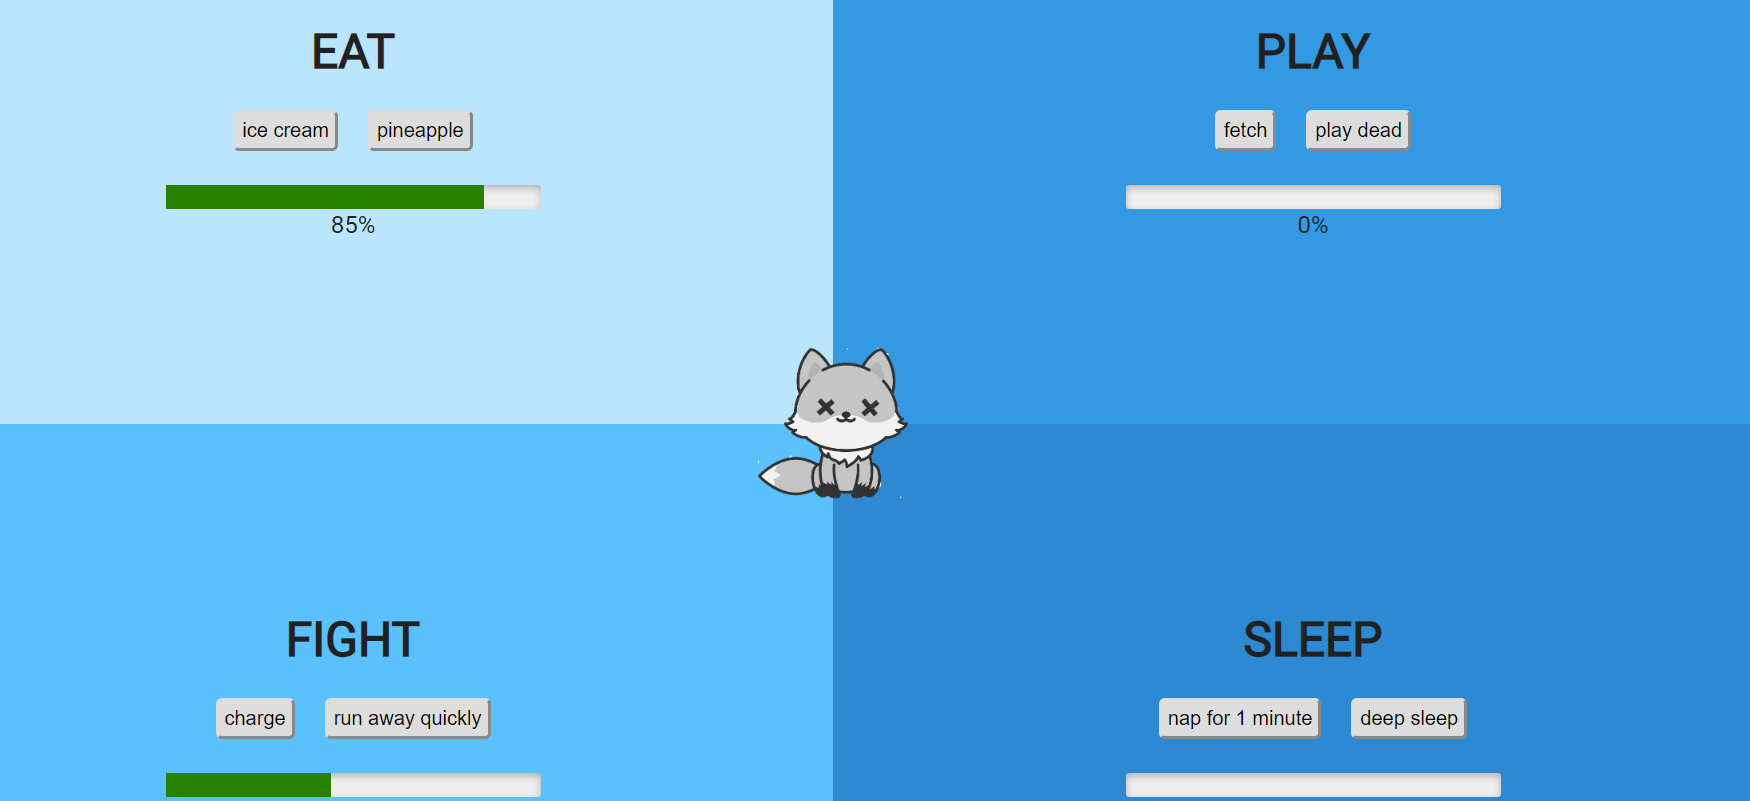 EAT
ice cream
pineapple
85%
PLAY
fetch
play dead
0%
FIGHT
charge
run away quickly
SLEEP
nap for 1 minute
deep sleep